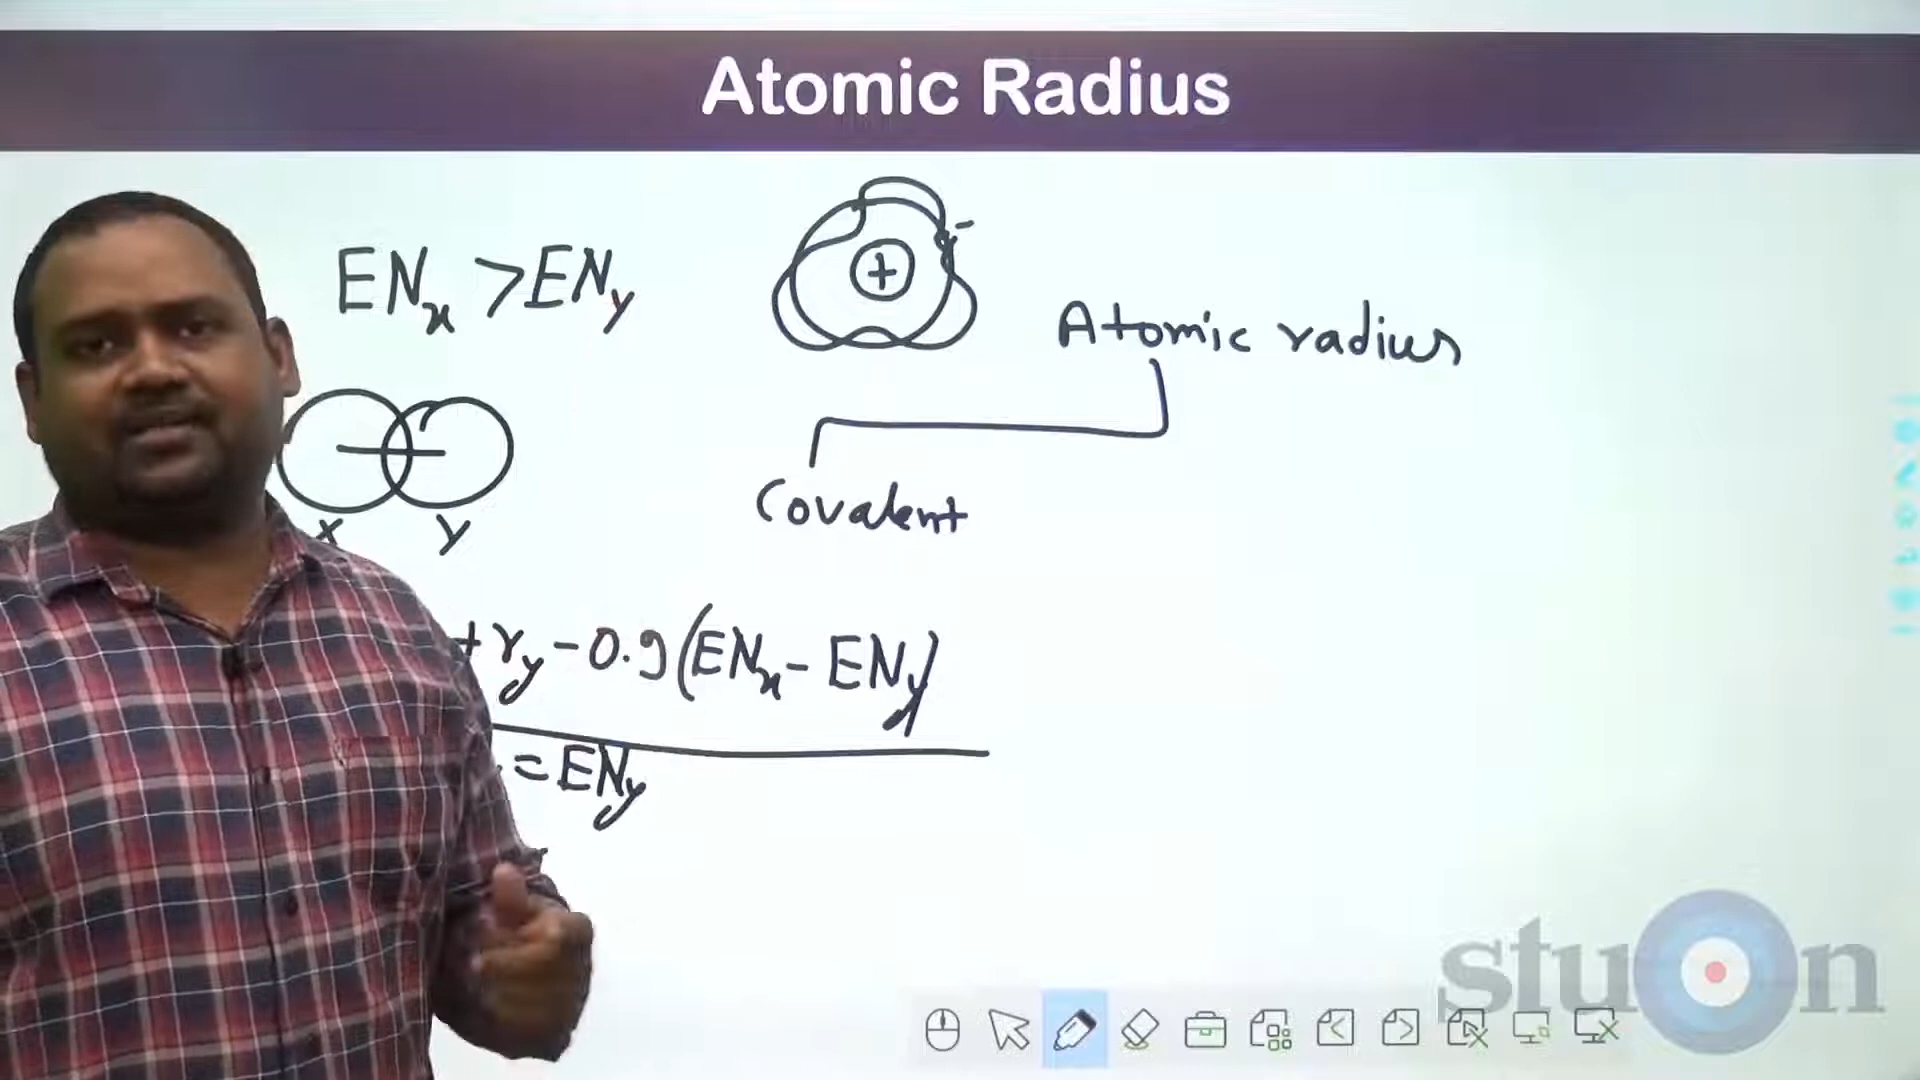 Atomic Radius
ENx > ENy
+
-
Atomic radius
X Y
Covalent
+ ry - 0.9 (ENx - ENy)
= ENy
stuon